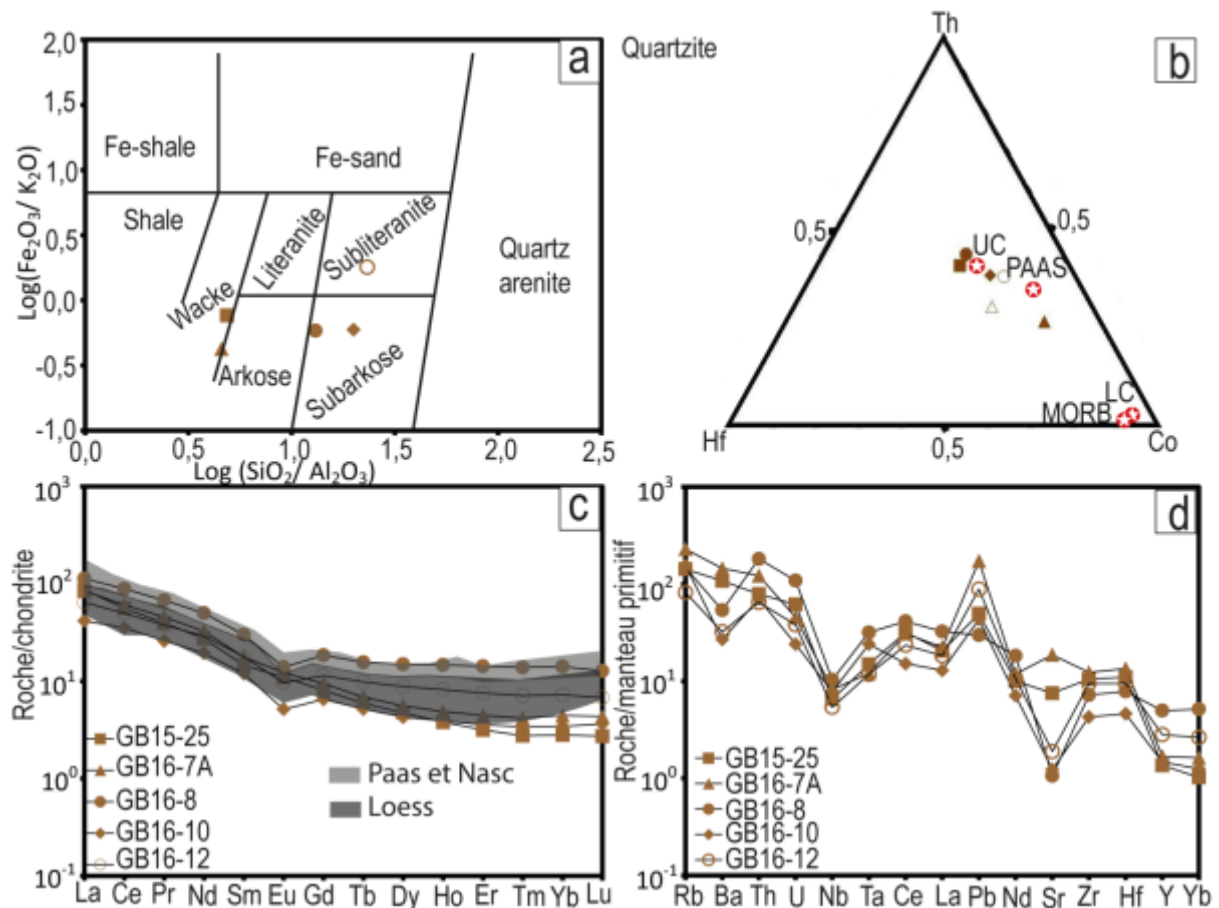 a
2,0
1,5
1,0
0,5
0,0
-0,5
-1,0
Log(Fe₂O₃/ K₂O)
Fe-shale
Fe-sand
Shale
Wacke
Literanite
Subliteranite
Quartz
arenite
Arkose
Subarkose
0,0
0,5
1,0
1,5
2,0
2,5
Log (SiO₂/ Al₂O₃)
Quartzite
b
Th
0,5
0,5
UC
PAAS
LC
MORB
Hf
0,5
Co
c
10³
10²
10¹
10⁰
10⁻¹
Roche/chondrite
GB15-25
GB16-7A
GB16-8
GB16-10
GB16-12
Paas et Nasc
Loess
La Ce Pr Nd Sm Eu Gd Tb Dy Ho Er Tm Yb Lu
d
10³
10²
10¹
10⁰
10⁻¹
Roche/manteau primitif
GB15-25
GB16-7A
GB16-8
GB16-10
GB16-12
Rb Ba Th U Nb Ta Ce La Pb Nd Sr Zr Hf Y Yb